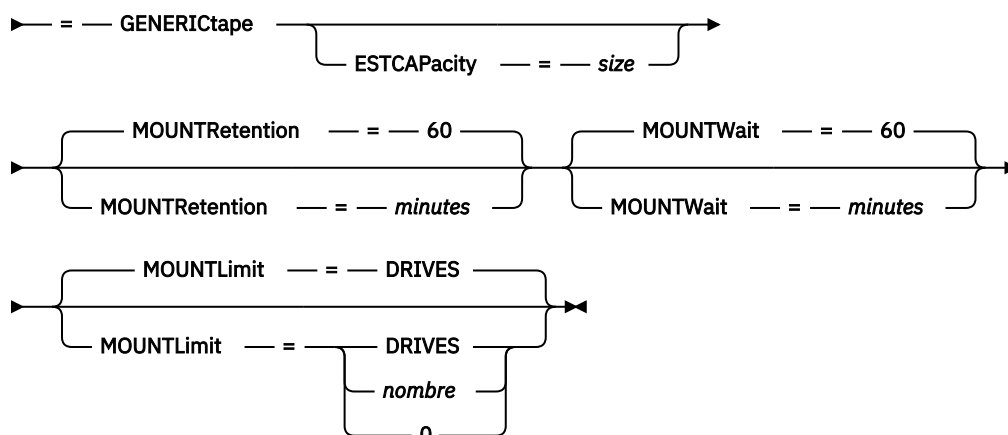 = GENERICtape
ESTCAPacity = size
MOUNTRetention = 60 MOUNTWait = 60
MOUNTRetention = minutes MOUNTWait = minutes
MOUNTLimit = DRIVES
MOUNTLimit = DRIVES
nombre
0